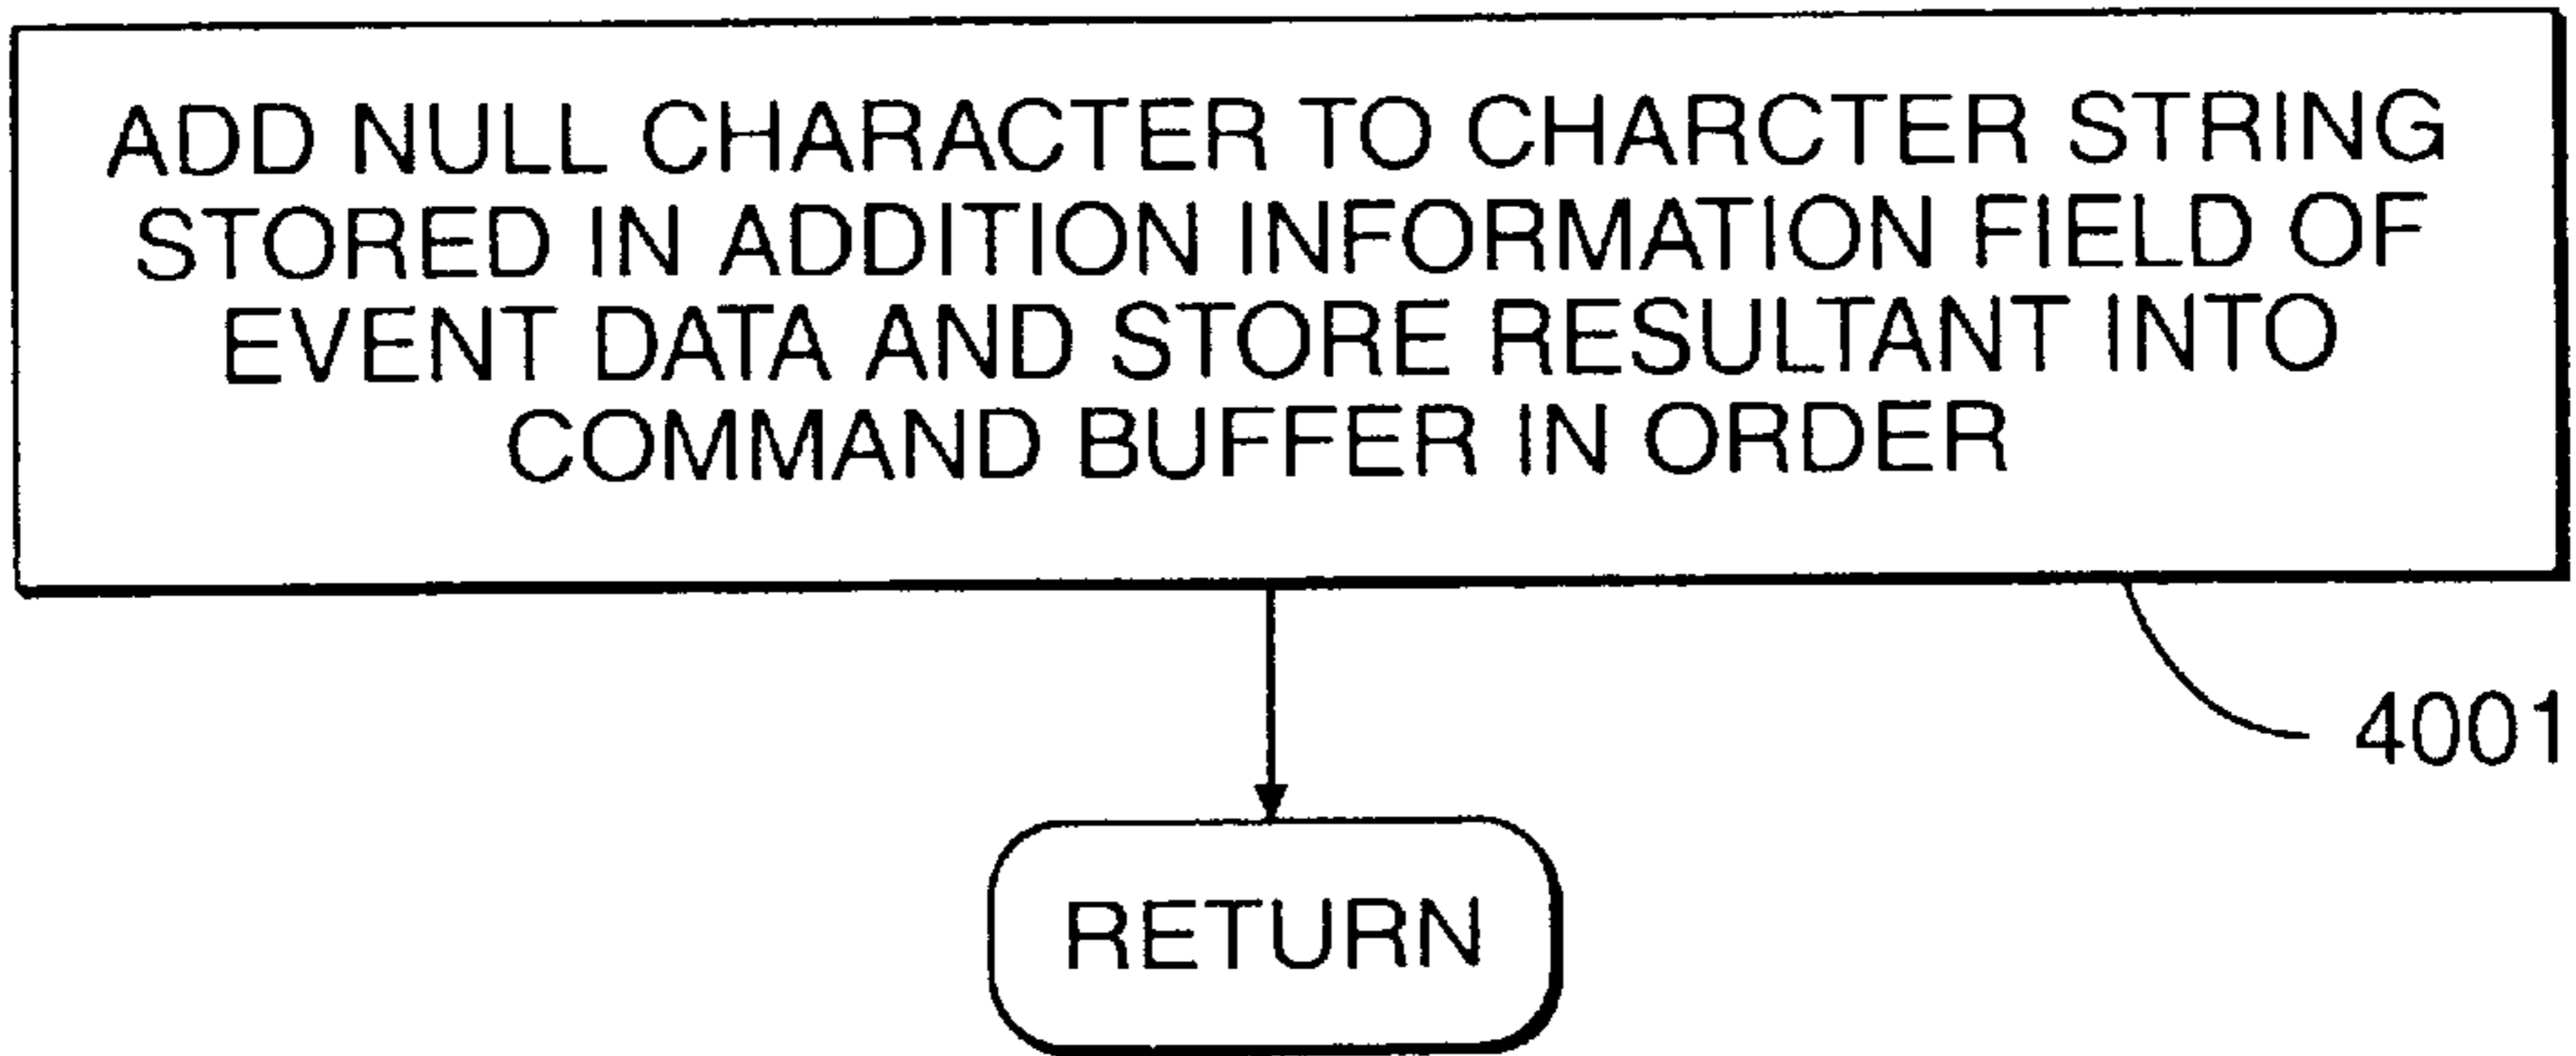 ADD NULL CHARACTER TO CHARCTER STRING
STORED IN ADDITION INFORMATION FIELD OF
EVENT DATA AND STORE RESULTANT INTO
COMMAND BUFFER IN ORDER
4001
RETURN